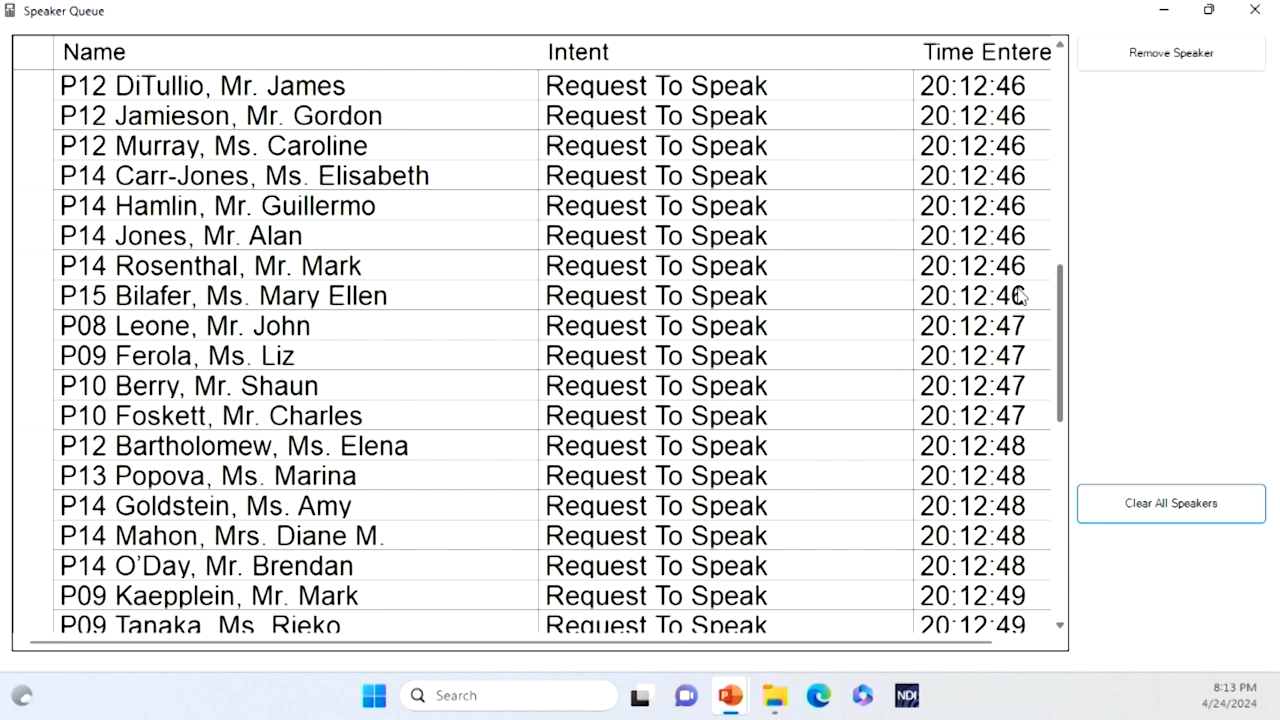 Speaker Queue
Name Intent Time Entere
P12 DiTullio, Mr. James Request To Speak 20:12:46
P12 Jamieson, Mr. Gordon Request To Speak 20:12:46
P12 Murray, Ms. Caroline Request To Speak 20:12:46
P14 Carr-Jones, Ms. Elisabeth Request To Speak 20:12:46
P14 Hamlin, Mr. Guillermo Request To Speak 20:12:46
P14 Jones, Mr. Alan Request To Speak 20:12:46
P14 Rosenthal, Mr. Mark Request To Speak 20:12:46
P15 Bilafer, Ms. Mary Ellen Request To Speak 20:12:46
P08 Leone, Mr. John Request To Speak 20:12:47
P09 Ferola, Ms. Liz Request To Speak 20:12:47
P10 Berry, Mr. Shaun Request To Speak 20:12:47
P10 Foskett, Mr. Charles Request To Speak 20:12:47
P12 Bartholomew, Ms. Elena Request To Speak 20:12:48
P13 Popova, Ms. Marina Request To Speak 20:12:48
P14 Goldstein, Ms. Amy Request To Speak 20:12:48
P14 Mahon, Mrs. Diane M. Request To Speak 20:12:48
P14 O’Day, Mr. Brendan Request To Speak 20:12:48
P09 Kaepplein, Mr. Mark Request To Speak 20:12:49
P09 Tanaka, Ms. Rieko Request To Speak 20:12:49
Remove Speaker
Clear All Speakers
Search
NDI
8:13 PM
4/24/2024